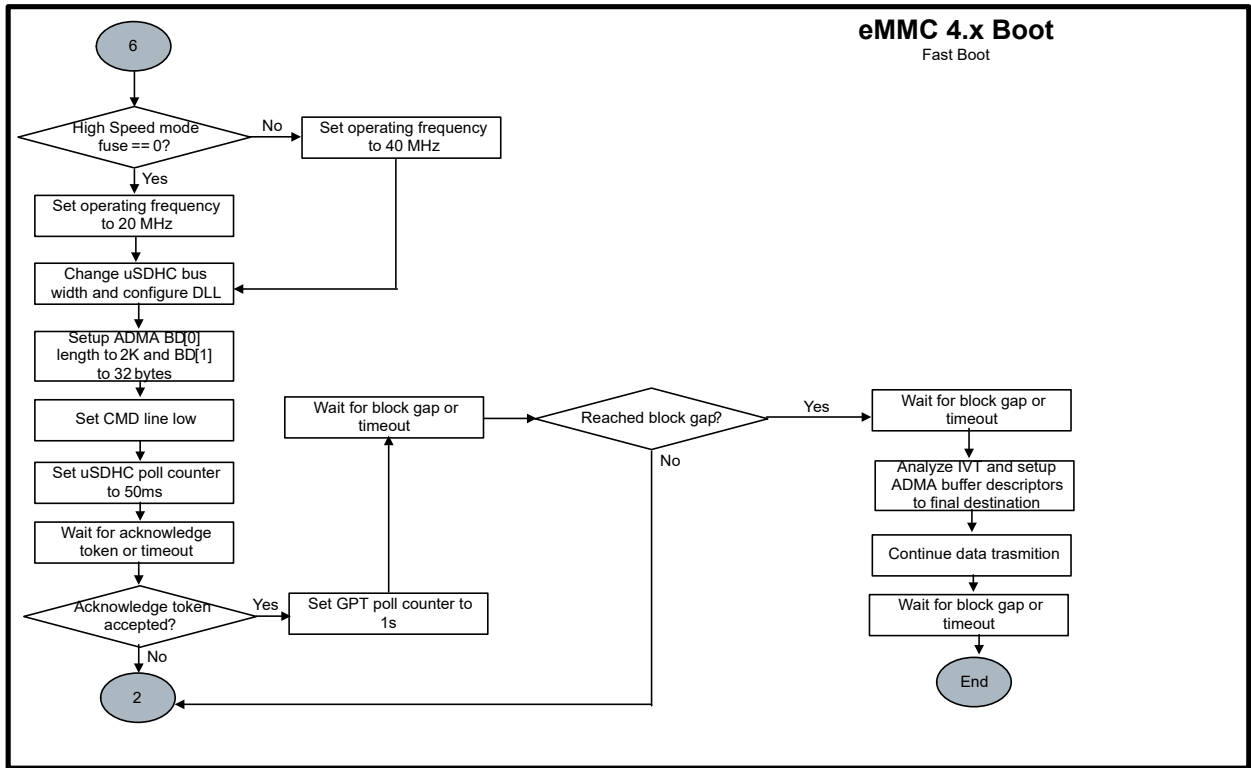 eMMC 4.x Boot
Fast Boot
6
High Speed mode
fuse == 0?
No
Set operating frequency
to 40 MHz
Yes
Set operating frequency
to 20 MHz
Change uSDHC bus
width and configure DLL
Setup ADMA BD[0]
length to 2K and BD[1]
to 32 bytes
Set CMD line low
Set uSDHC poll counter
to 50ms
Wait for acknowledge
token or timeout
Acknowledge token
accepted?
Yes
No
2
Set GPT poll counter to
1s
Wait for block gap or
timeout
Reached block gap?
Yes
No
Wait for block gap or
timeout
Analyze IVT and setup
ADMA buffer descriptors
to final destination
Continue data trasmition
Wait for block gap or
timeout
End